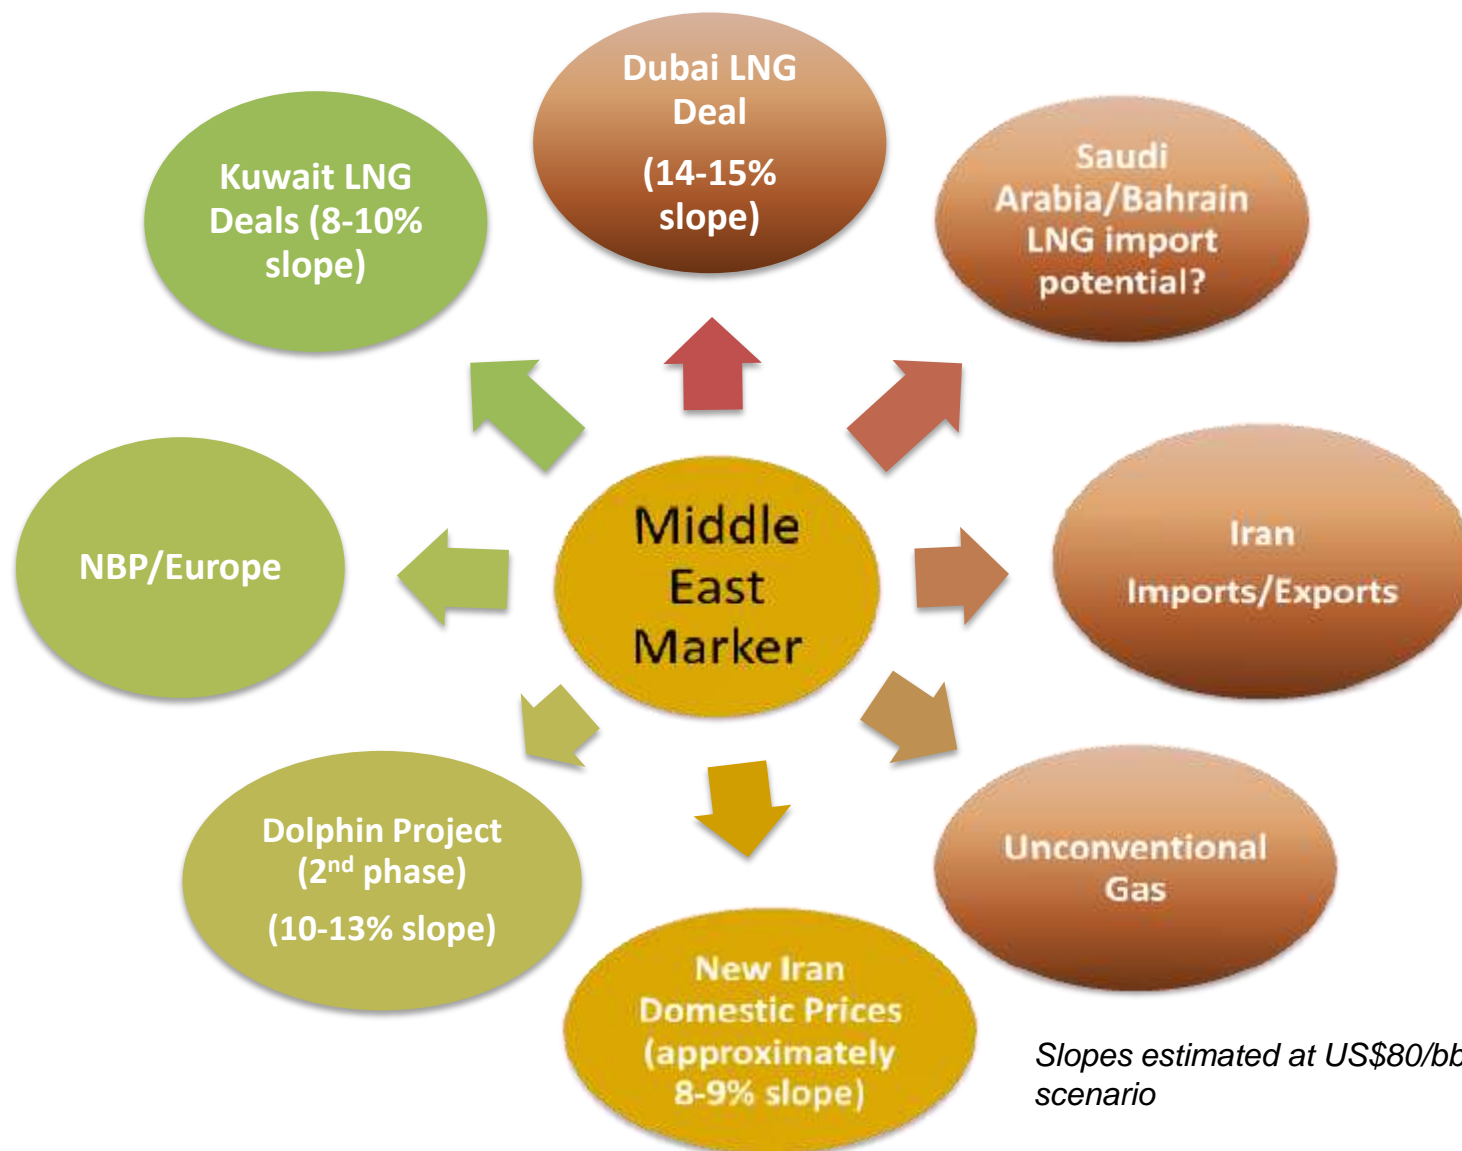 Dubai LNG
Deal
(14-15%
slope)
Kuwait LNG
Deals (8-10%
slope)
Saudi
Arabia/Bahrain
LNG import
potential?
Middle
East
Marker
NBP/Europe
Iran
Imports/Exports
Dolphin Project
(2nd phase)
(10-13% slope)
Unconventional
Gas
New Iran
Domestic Prices
(approximately
8-9% slope)
Slopes estimated at US$80/bb
scenario